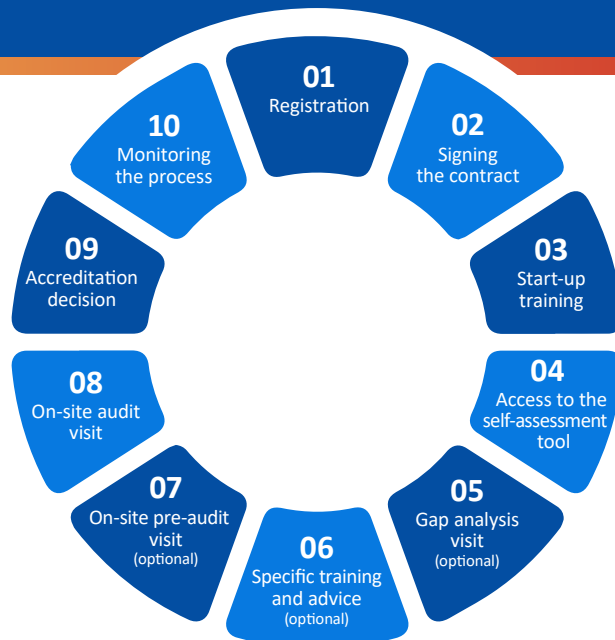 01
Registration
02
Signing
the contract
03
Start-up
training
04
Access to the
self-assessment
tool
05
Gap analysis
visit
(optional)
06
Specific training
and advice
(optional)
07
On-site pre-audit
visit
(optional)
08
On-site audit
visit
09
Accreditation
decision
10
Monitoring
the process